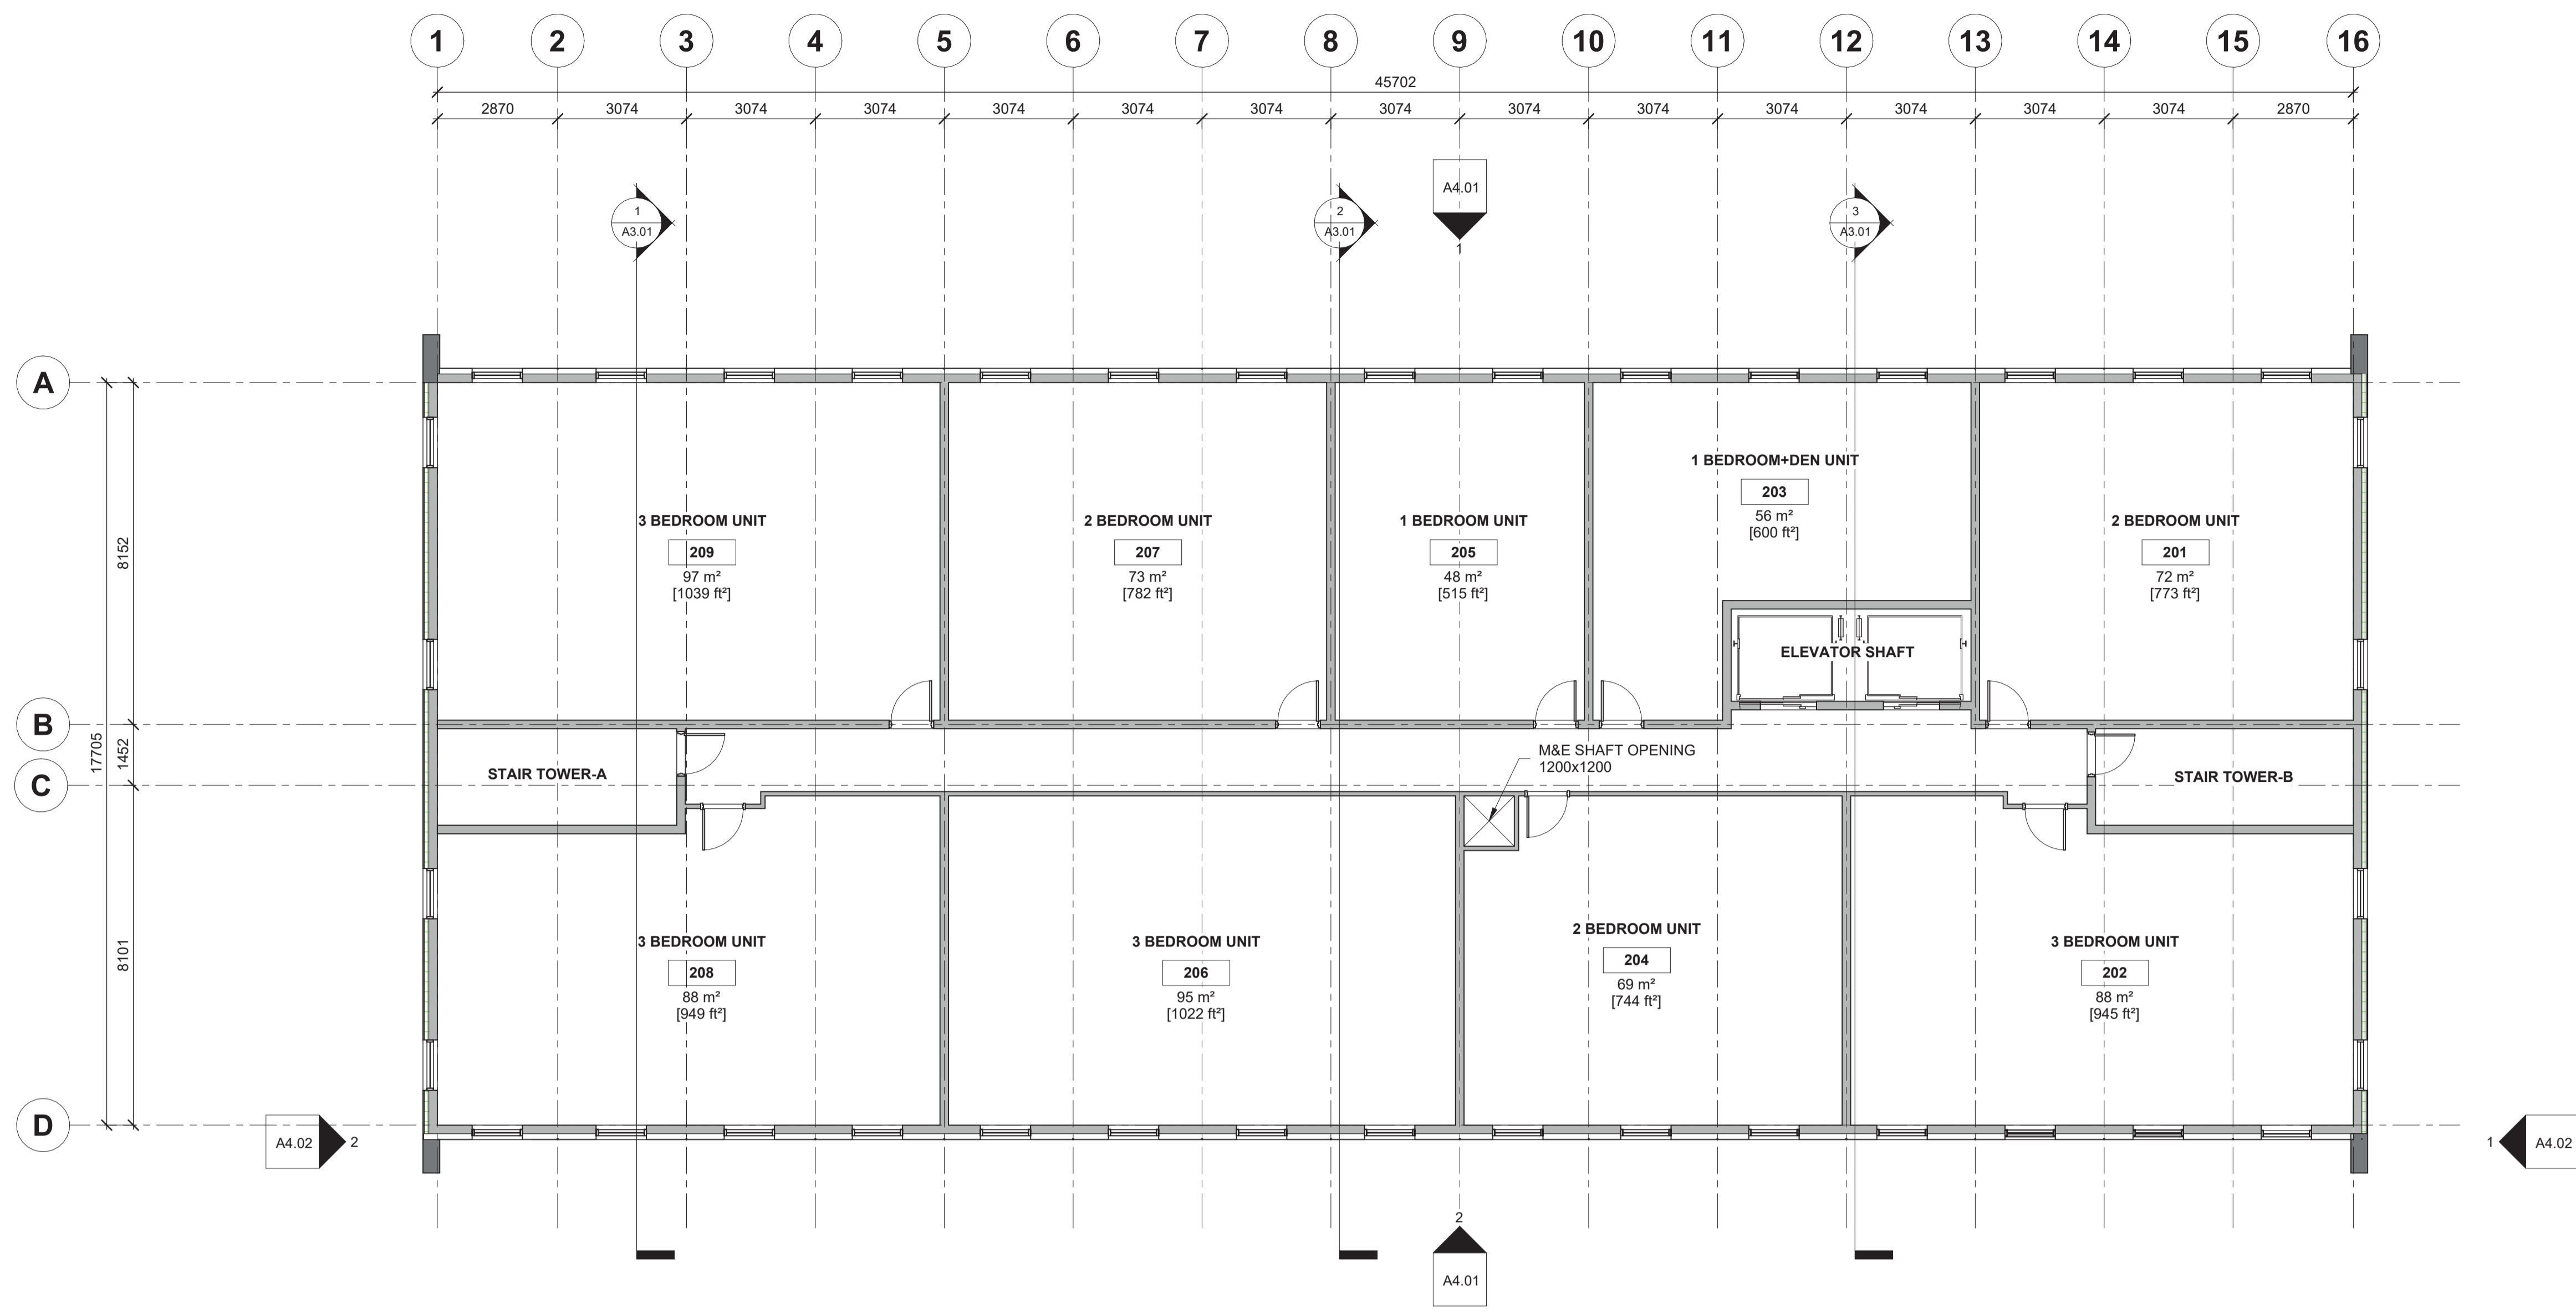 1 2 3 4 5 6 7 8 9 10 11 12 13 14 15 16
45702
2870 3074 3074 3074 3074 3074 3074 3074 3074 3074 3074 3074 3074 3074 2870
A4.01
1
1
A3.01
2
A3.01
3
A3.01
A
B
C
D
8152
1452
17705
8101
3 BEDROOM UNIT
209
97 m²
[1039 ft²]
2 BEDROOM UNIT
207
73 m²
[782 ft²]
1 BEDROOM UNIT
205
48 m²
[515 ft²]
1 BEDROOM+DEN UNIT
203
56 m²
[600 ft²]
2 BEDROOM UNIT
201
72 m²
[773 ft²]
ELEVATOR SHAFT
M&E SHAFT OPENING
1200x1200
STAIR TOWER-A
STAIR TOWER-B
3 BEDROOM UNIT
208
88 m²
[949 ft²]
3 BEDROOM UNIT
206
95 m²
[1022 ft²]
2 BEDROOM UNIT
204
69 m²
[744 ft²]
3 BEDROOM UNIT
202
88 m²
[945 ft²]
A4.02 2
1 A4.02
2
A4.01